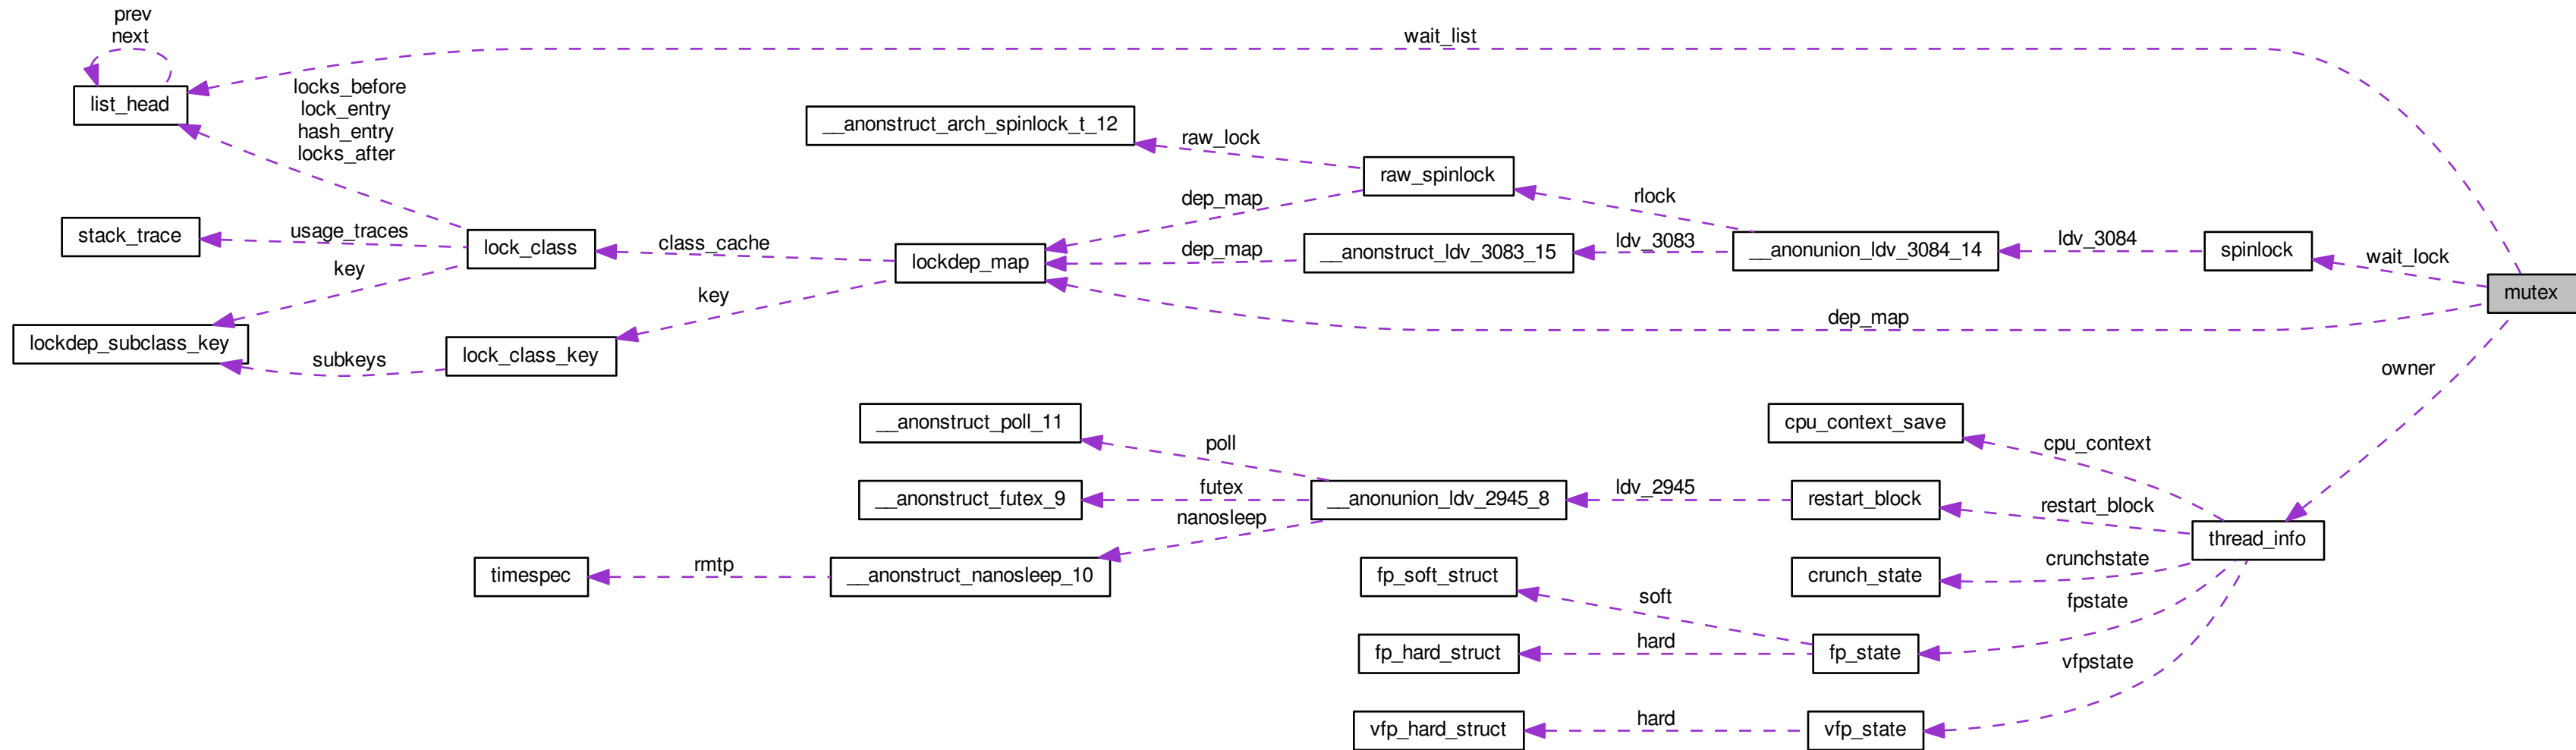 prev
next
wait_list
list_head
locks_before
lock_entry
hash_entry
locks_after
__anonstruct_arch_spinlock_t_12
raw_lock
raw_spinlock
dep_map
rlock
stack_trace
usage_traces
lock_class
class_cache
lockdep_map
dep_map
__anonstruct_ldv_3083_15
ldv_3083
__anonunion_ldv_3084_14
ldv_3084
spinlock
wait_lock
mutex
key
key
dep_map
lockdep_subclass_key
subkeys
lock_class_key
owner
__anonstruct_poll_11
poll
cpu_context_save
cpu_context
__anonstruct_futex_9
futex
__anonunion_ldv_2945_8
ldv_2945
restart_block
restart_block
nanosleep
thread_info
timespec
rmtp
__anonstruct_nanosleep_10
fp_soft_struct
crunch_state
crunchstate
soft
fpstate
fp_hard_struct
hard
fp_state
vfpstate
vfp_hard_struct
hard
vfp_state